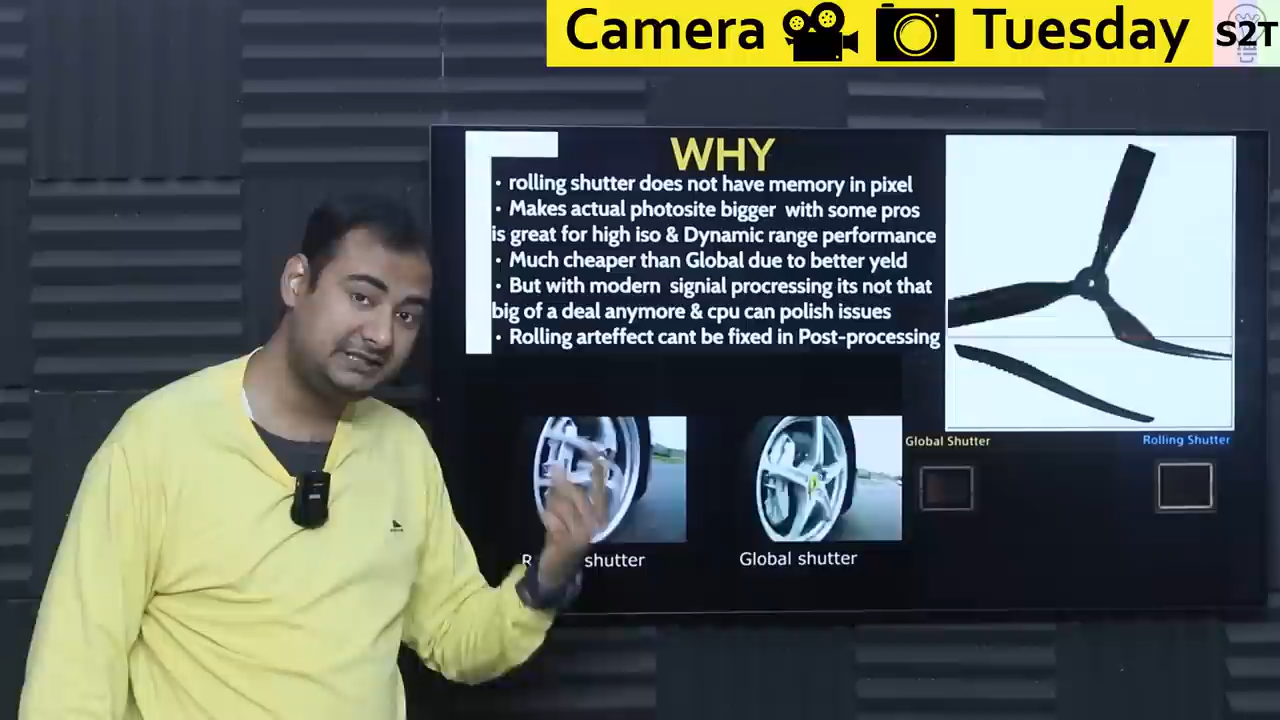 Camera Tuesday S2T
WHY
• rolling shutter does not have memory in pixel
• Makes actual photosite bigger with some pros
is great for high iso & Dynamic range performance
• Much cheaper than Global due to better yeld
• But with modern signial procressing its not that
big of a deal anymore & cpu can polish issues
• Rolling arteffect cant be fixed in Post-processing
Global Shutter
Rolling Shutter
shutter
Global shutter